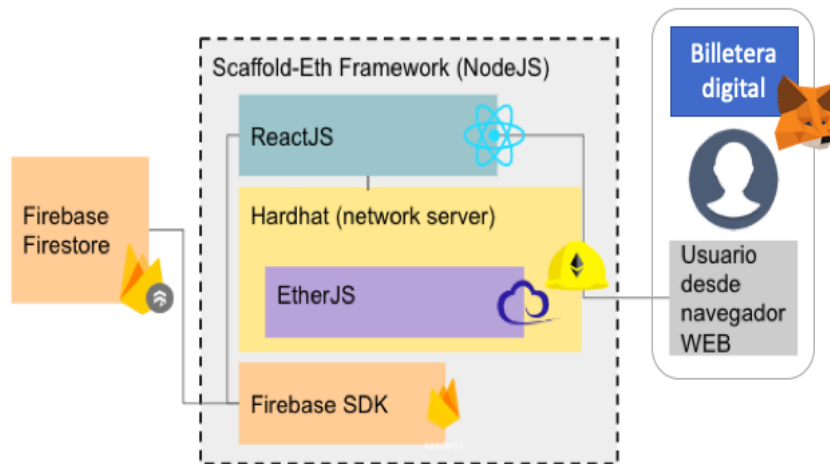 Scaffold-Eth Framework (NodeJS)
ReactJS
Hardhat (network server)
EtherJS
Firebase SDK
Firebase
Firestore
Billetera
digital
Usuario
desde
navegador
WEB